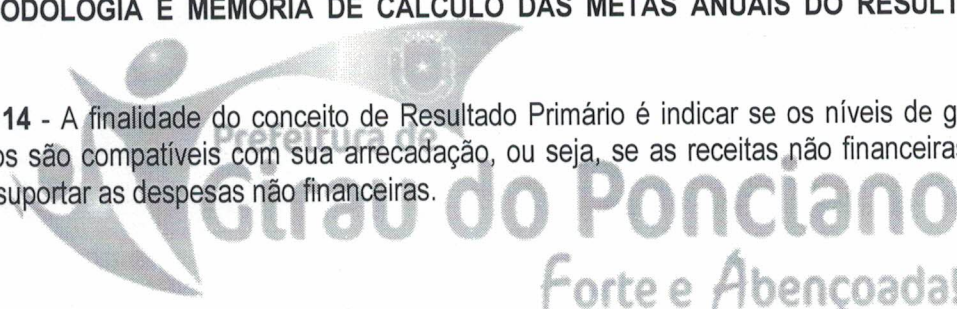 ODOLOGIA E MEMÓRIA DE CÁLCULO DAS METAS ANUAIS DO RESULT
14 - A finalidade do conceito de Resultado Primário é indicar se os níveis de g
os são compatíveis com sua arrecadação, ou seja, se as receitas não financeiras
suportar as despesas não financeiras.
Prefeitura de
Girau do Ponciano
Forte e Abençoada!